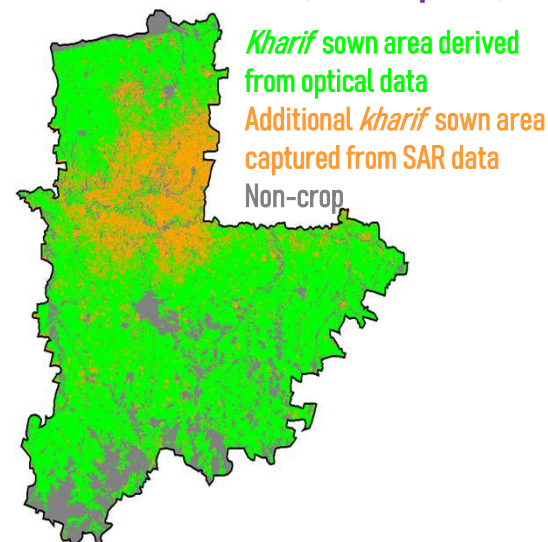 Kharif sown area derived
from optical data
Additional kharif sown area
captured from SAR data
Non-crop